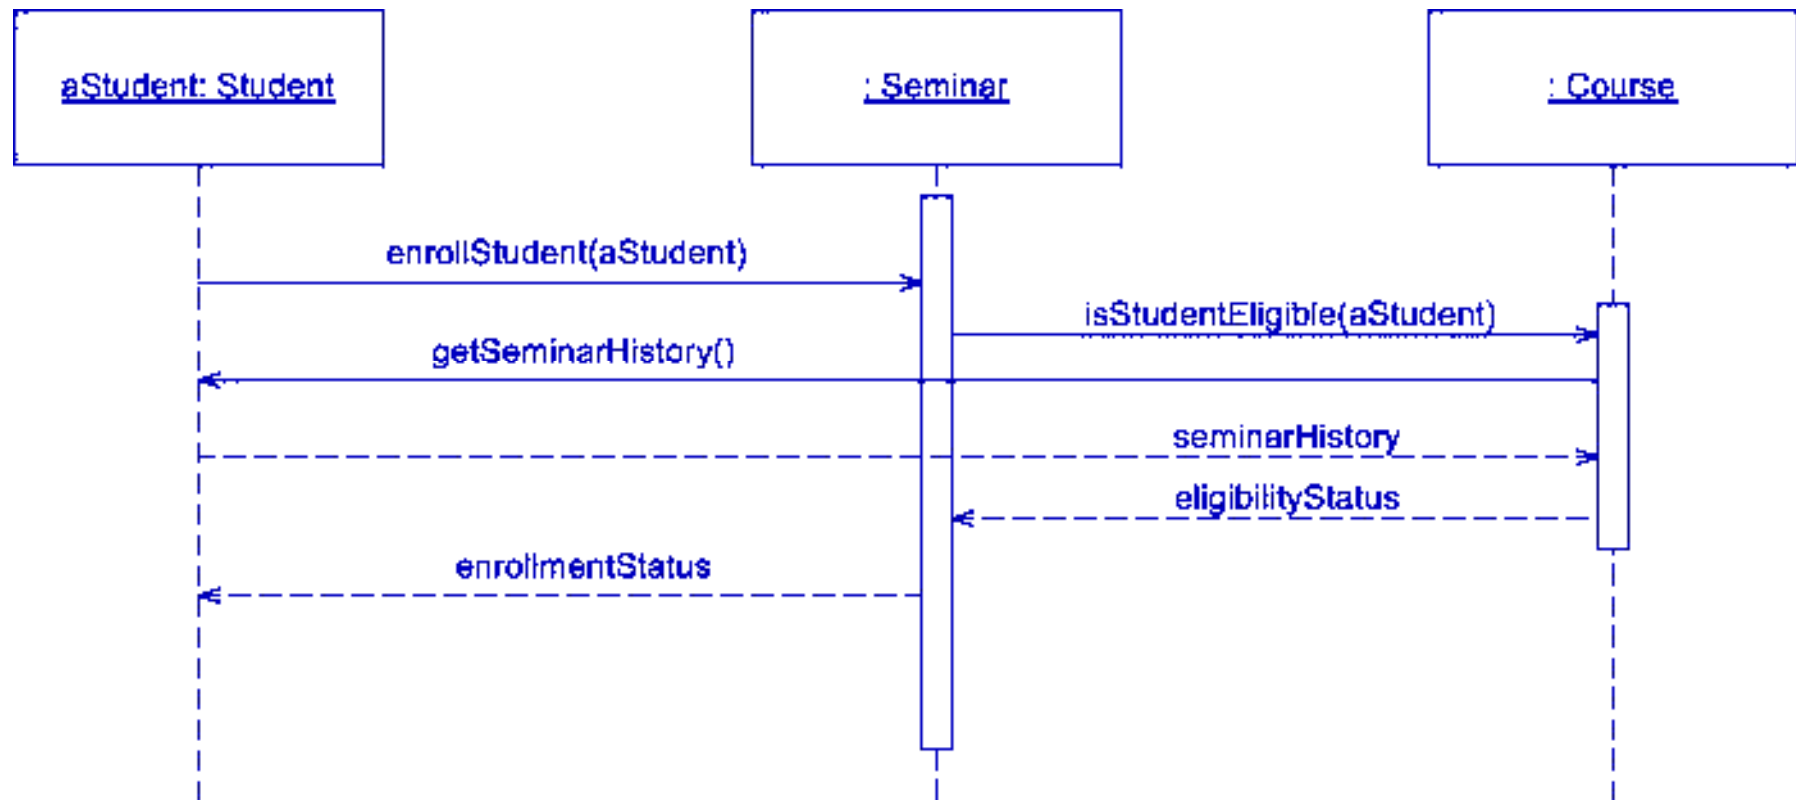 aStudent: Student
: Seminar
: Course
enrollStudent(aStudent)
isStudentEligible(aStudent)
getSeminarHistory()
seminarHistory
eligibilityStatus
enrollmentStatus